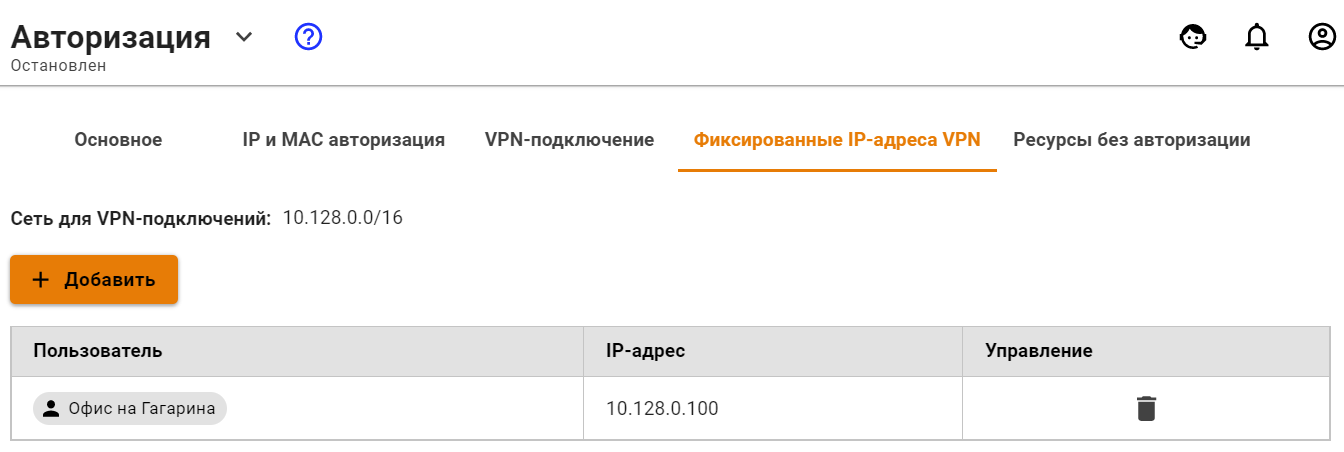 Авторизация
Остановлен
Основное IP и MAC авторизация VPN-подключение Фиксированные IP-адреса VPN Ресурсы без авторизации
Сеть для VPN-подключений: 10.128.0.0/16
+ Добавить
Пользователь IP-адрес Управление
Офис на Гагарина 10.128.0.100